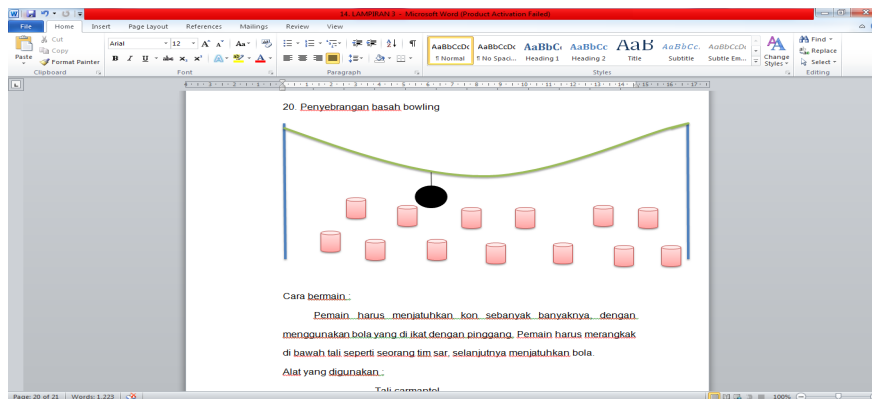 14. LAMPIRAN 3 - Microsoft Word (Product Activation Failed)
File Home Insert Page Layout References Mailings Review View
Cut
Copy
Paste
Format Painter
Clipboard
Arial 12
Font
Paragraph
AaBbCcDc AaBbCcDc AaBbC AaBbCc AaB AaBbCc. AaBbCcDc
¶ Normal ¶ No Spaci... Heading 1 Heading 2 Title Subtitle Subtle Em...
Styles
Change
Styles
Find
Replace
Select
Editing
20. Penyebrangan basah bowling
Cara bermain :
Pemain harus menjatuhkan kon sebanyak banyaknya, dengan
menggunakan bola yang di ikat dengan pinggang. Pemain harus merangkak
di bawah tali seperti seorang tim sar, selanjutnya menjatuhkan bola.
Alat yang digunakan :
Tali carmantol
Page: 20 of 21 Words: 1.223 100%